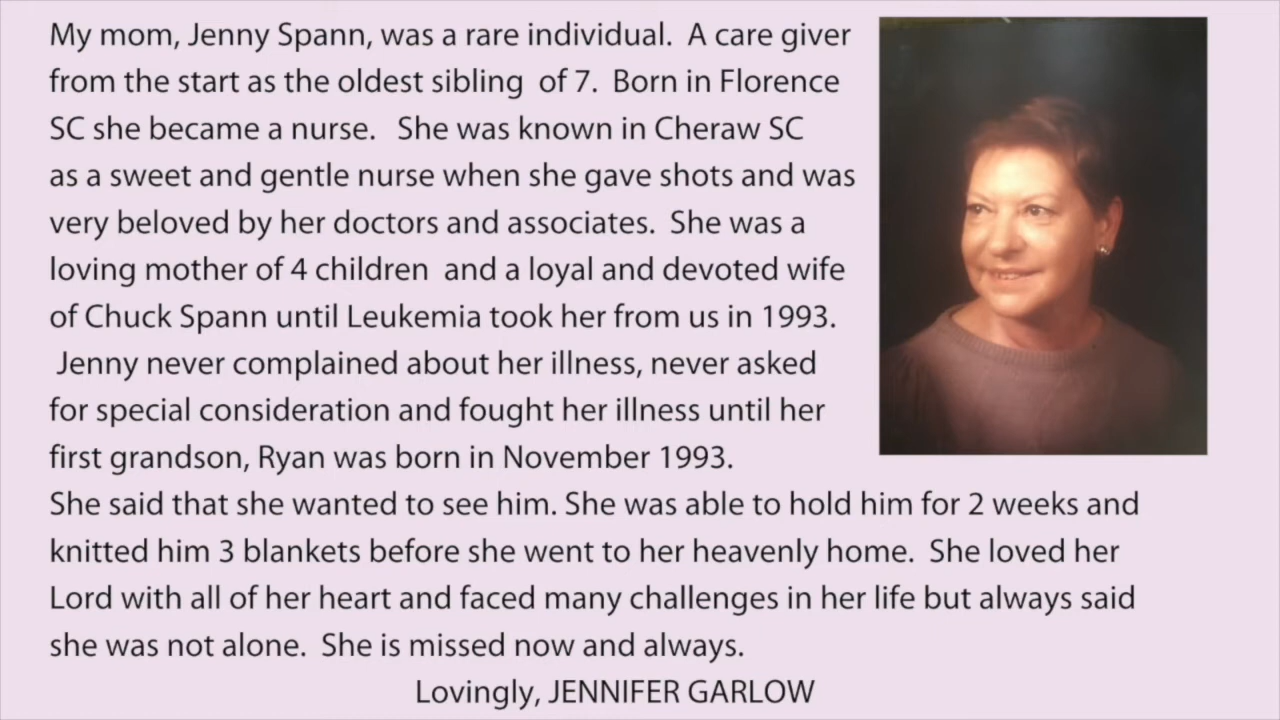 My mom, Jenny Spann, was a rare individual.  A care giver
from the start as the oldest sibling  of 7.  Born in Florence
SC she became a nurse.   She was known in Cheraw SC
as a sweet and gentle nurse when she gave shots and was
very beloved by her doctors and associates.  She was a
loving mother of 4 children  and a loyal and devoted wife
of Chuck Spann until Leukemia took her from us in 1993.
Jenny never complained about her illness, never asked
for special consideration and fought her illness until her
first grandson, Ryan was born in November 1993.
She said that she wanted to see him. She was able to hold him for 2 weeks and
knitted him 3 blankets before she went to her heavenly home.  She loved her
Lord with all of her heart and faced many challenges in her life but always said
she was not alone.  She is missed now and always.
Lovingly, JENNIFER GARLOW